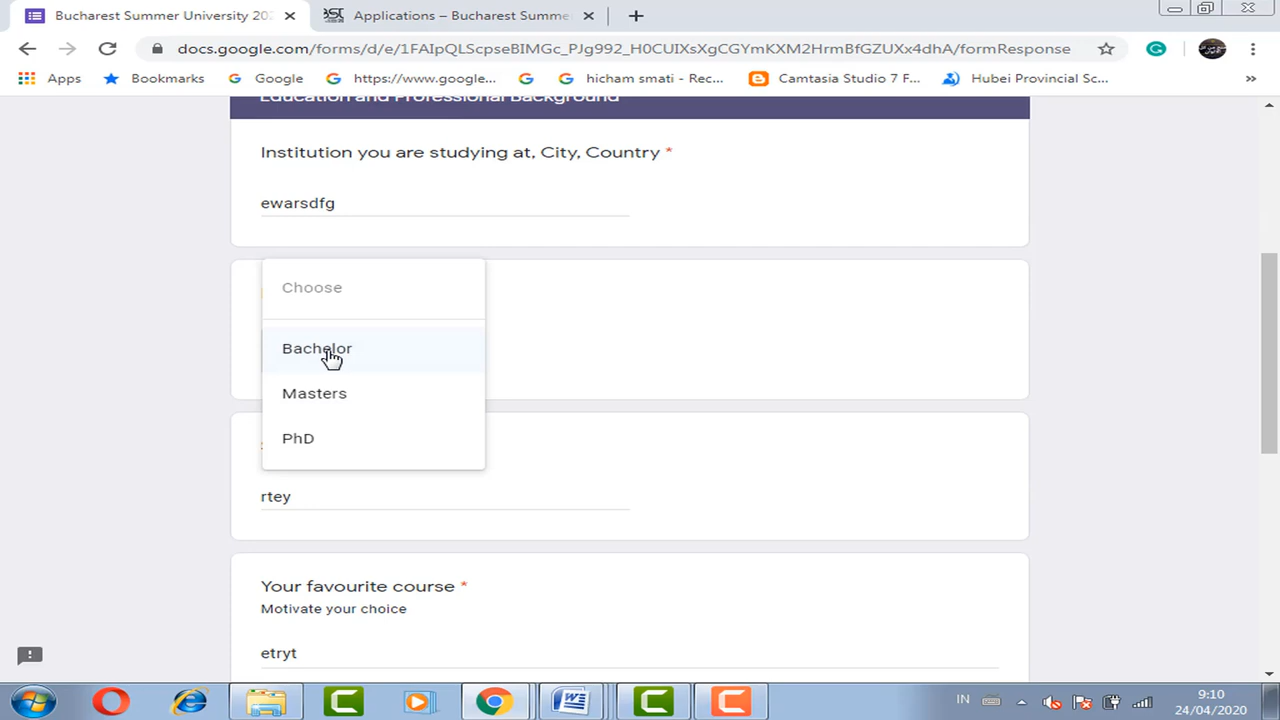 Bucharest Summer University 202
Applications – Bucharest Summe
docs.google.com/forms/d/e/1FAIpQLScpseBIMGc_PJg992_H0CUIXsXgCGYmKXM2HrmBfGZUXx4dhA/formResponse
Apps
Bookmarks
Google
https://www.google...
hicham smati - Rec...
Camtasia Studio 7 F...
Hubei Provincial Sc...
»
Education and Professional Background
Institution you are studying at, City, Country *
ewarsdfg
Choose
Bachelor
Masters
PhD
rtey
Your favourite course *
Motivate your choice
etryt
IN
9:10
24/04/2020